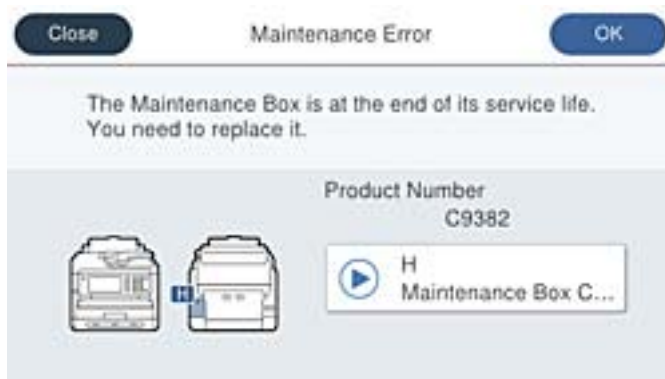 Close
Maintenance Error
OK
The Maintenance Box is at the end of its service life.
You need to replace it.
Product Number
C9382
H
Maintenance Box C...
H